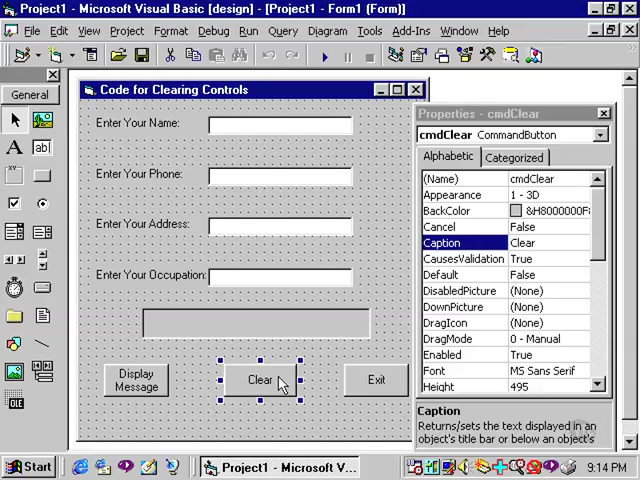 Project1 - Microsoft Visual Basic [design] - [Project1 - Form1 (Form)]
File Edit View Project Format Debug Run Query Diagram Tools Add-Ins Window Help
General
A ab|
XY
OLE
Code for Clearing Controls
Enter Your Name:
Enter Your Phone:
Enter Your Address:
Enter Your Occupation:
Display
Message
Clear
Exit
Properties - cmdClear
cmdClear CommandButton
Alphabetic Categorized
(Name) cmdClear
Appearance 1 - 3D
BackColor &H8000000F&
Cancel False
Caption Clear
CausesValidation True
Default False
DisabledPicture (None)
DownPicture (None)
DragIcon (None)
DragMode 0 - Manual
Enabled True
Font MS Sans Serif
Height 495
Caption
Returns/sets the text displayed in an
object's title bar or below an object's
Start
Project1 - Microsoft V...
9:14 PM